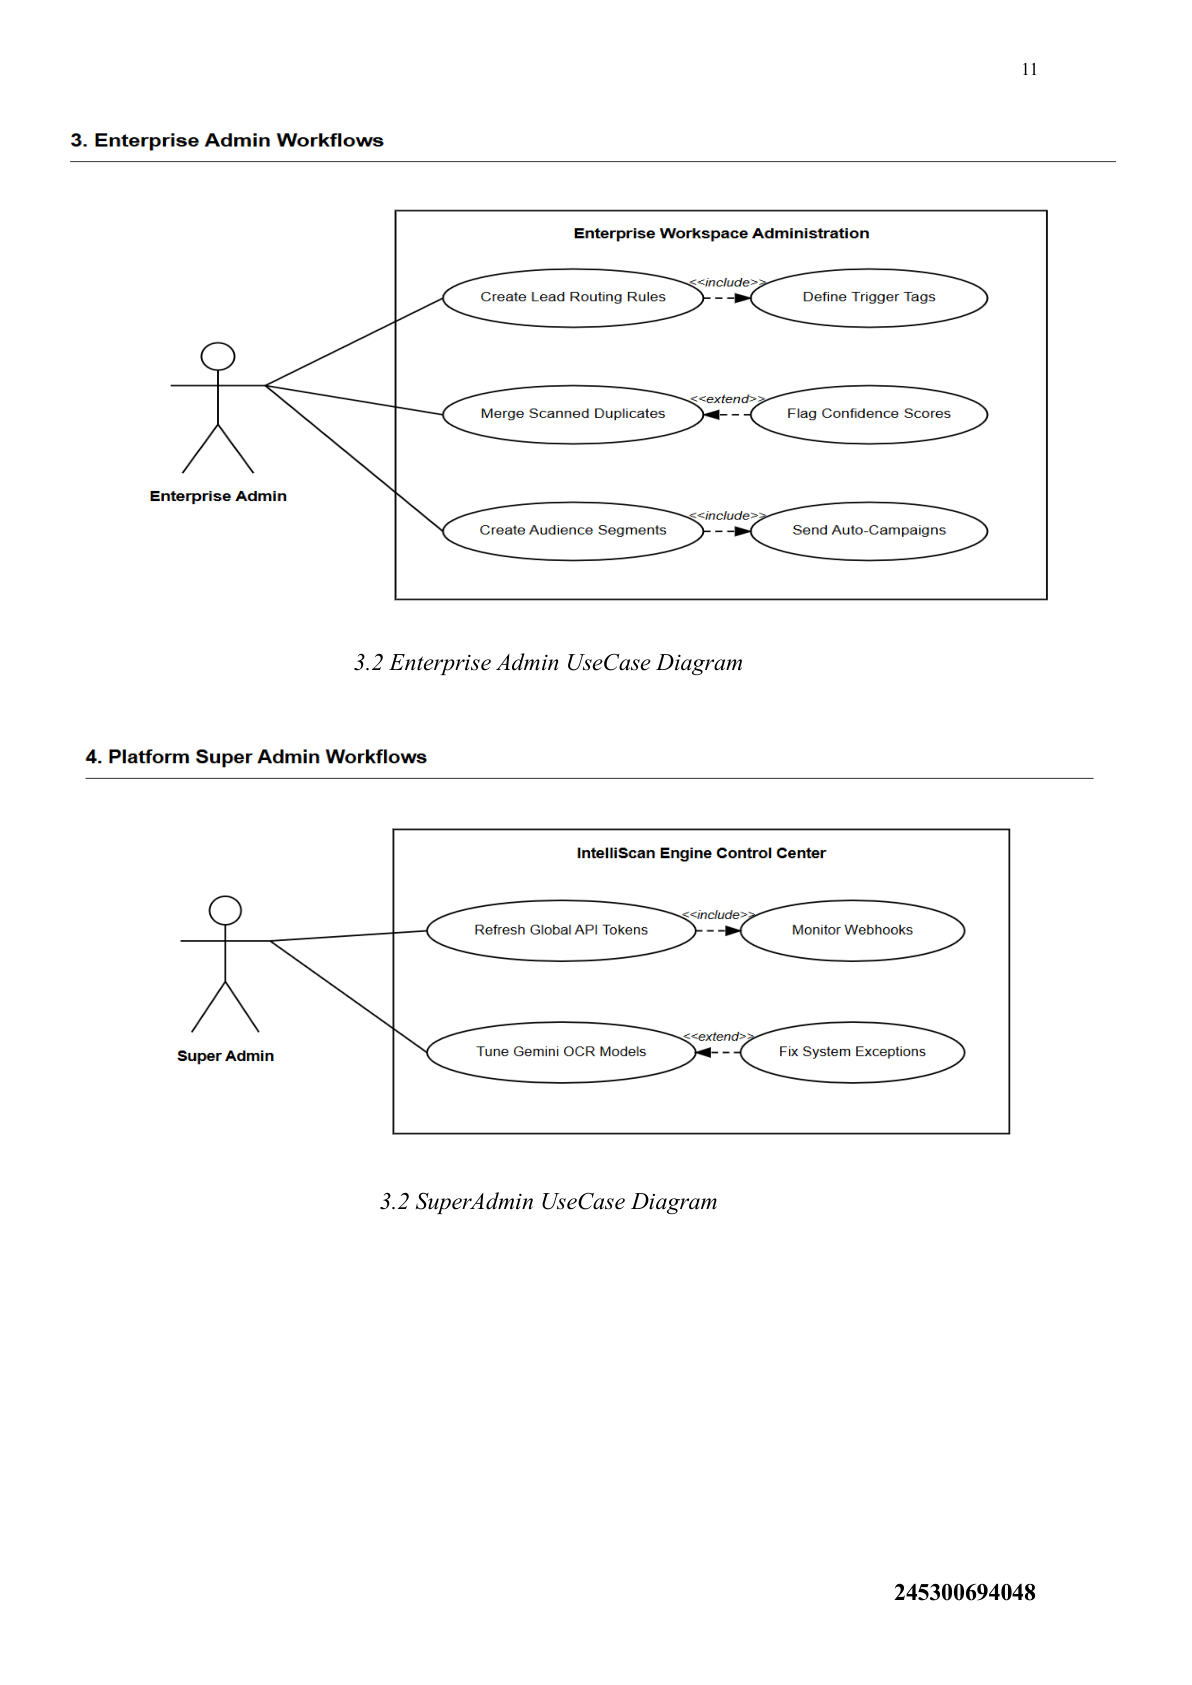 11
3. Enterprise Admin Workflows
Enterprise Workspace Administration
Create Lead Routing Rules
<<include>>
Define Trigger Tags
Merge Scanned Duplicates
<<extend>>
Flag Confidence Scores
Enterprise Admin
Create Audience Segments
<<include>>
Send Auto-Campaigns
3.2 Enterprise Admin UseCase Diagram
4. Platform Super Admin Workflows
IntelliScan Engine Control Center
Refresh Global API Tokens
<<include>>
Monitor Webhooks
Tune Gemini OCR Models
<<extend>>
Fix System Exceptions
Super Admin
3.2 SuperAdmin UseCase Diagram
245300694048